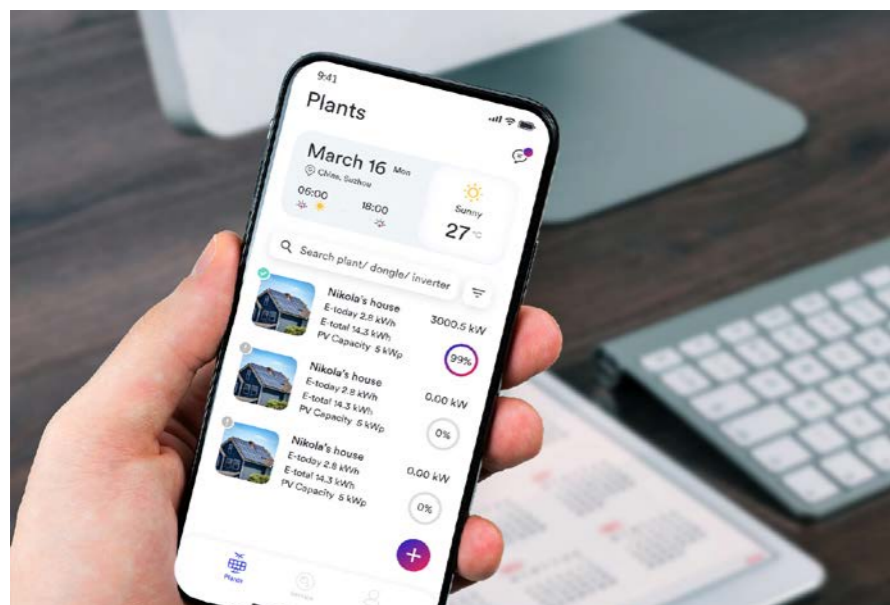 9:41
Plants
March 16 Mon
China, Suzhou
06:00 18:00
Sunny
27 °C
Search plant/ dongle/ inverter
Nikola's house
3000.5 kW
E-today 2.8 kWh
E-total 14.3 kWh
PV Capacity 5 kWp
99%
Nikola's house
0.00 kW
E-today 2.8 kWh
E-total 14.3 kWh
PV Capacity 5 kWp
0%
Nikola's house
0.00 kW
E-today 2.8 kWh
E-total 14.3 kWh
PV Capacity 5 kWp
0%
Plants